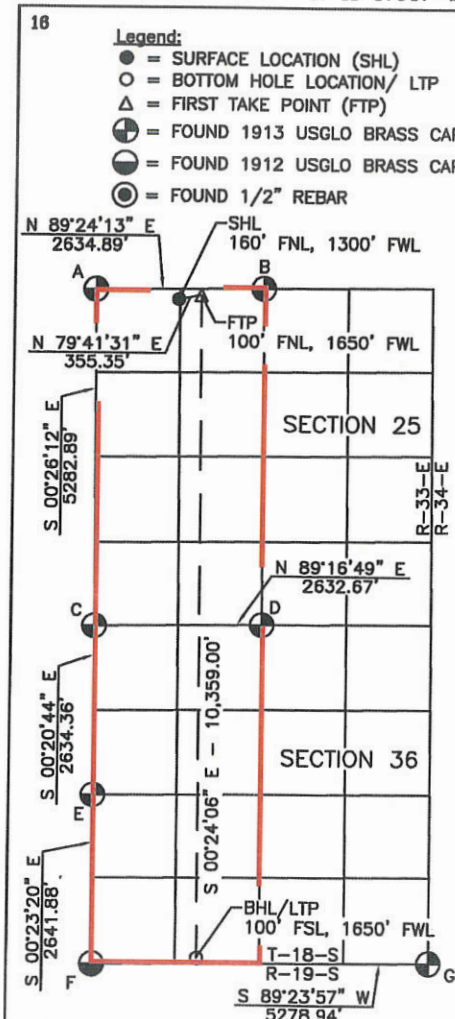 16
Legend:
● = SURFACE LOCATION (SHL)
○ = BOTTOM HOLE LOCATION/ LTP
△ = FIRST TAKE POINT (FTP)
= FOUND 1913 USGLO BRASS CAP
= FOUND 1912 USGLO BRASS CAP
= FOUND 1/2" REBAR
N 89°24'13" E
2634.89'
SHL
160' FNL, 1300' FWL
A
B
N 79°41'31" E
355.35'
FTP
100' FNL, 1650' FWL
S 00°26'12" E
5282.89'
SECTION 25
R-33-E
R-34-E
N 89°16'49" E
2632.67'
C
D
S 00°20'44" E
2634.36'
S 00°24'06" E – 10,359.00'
SECTION 36
E
S 00°23'20" E
2641.88'
BHL/LTP
100' FSL, 1650' FWL
T-18-S
R-19-S
F
G
S 89°23'57" W
5278.94'